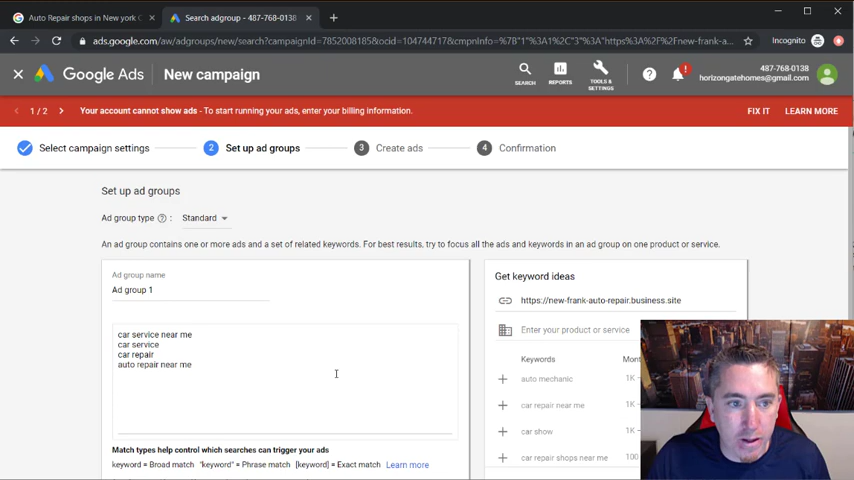 Auto Repair shops in New york C
Search adgroup - 487-768-0138
ads.google.com/aw/adgroups/new/search?campaignId=7852008185&ocid=104744717&cmpnInfo=%7B"1"%3A1%2C"3"%3A"https%3A%2F%2Fnew-frank-a...
Incognito
Google Ads
New campaign
SEARCH
REPORTS
TOOLS & SETTINGS
487-768-0138
horizongatehomes@gmail.com
1 / 2
Your account cannot show ads - To start running your ads, enter your billing information.
FIX IT
LEARN MORE
Select campaign settings
2
Set up ad groups
3
Create ads
4
Confirmation
Set up ad groups
Ad group type
:
Standard
An ad group contains one or more ads and a set of related keywords. For best results, try to focus all the ads and keywords in an ad group on one product or service.
Ad group name
Ad group 1
car service near me
car service
car repair
auto repair near me
Match types help control which searches can trigger your ads
keyword = Broad match "keyword" = Phrase match [keyword] = Exact match Learn more
Get keyword ideas
https://new-frank-auto-repair.business.site
Enter your product or service
Keywords
Mont
auto mechanic
1K -
car repair near me
1K -
car show
1K -
car repair shops near me
100